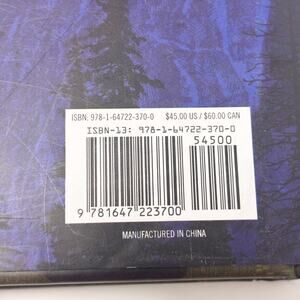 ISBN: 978-1-64722-370-0 $45.00 US / $60.00 CAN
ISBN-13: 978-1-64722-370-0
54500
9 781647 223700
MANUFACTURED IN CHINA